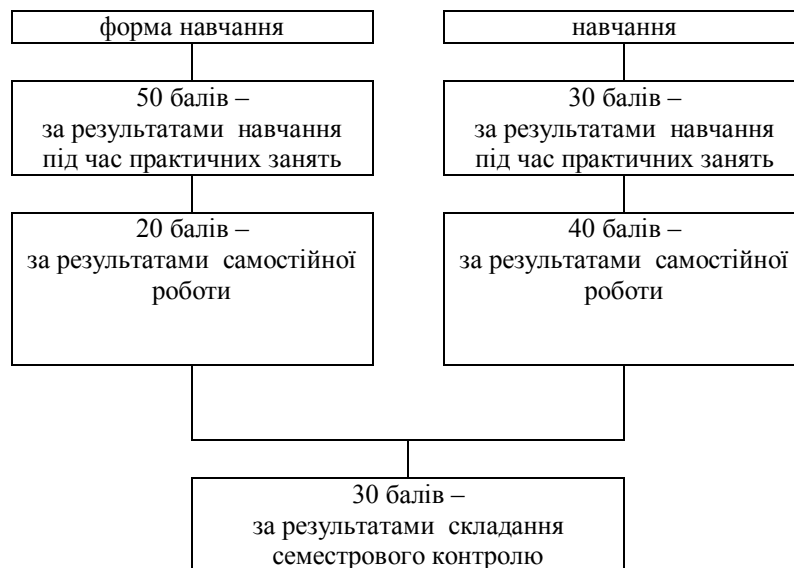 форма навчання
навчання
50 балів –
за результатами навчання
під час практичних занять
30 балів –
за результатами навчання
під час практичних занять
20 балів –
за результатами самостійної
роботи
40 балів –
за результатами самостійної
роботи
30 балів –
за результатами складання
семестрового контролю